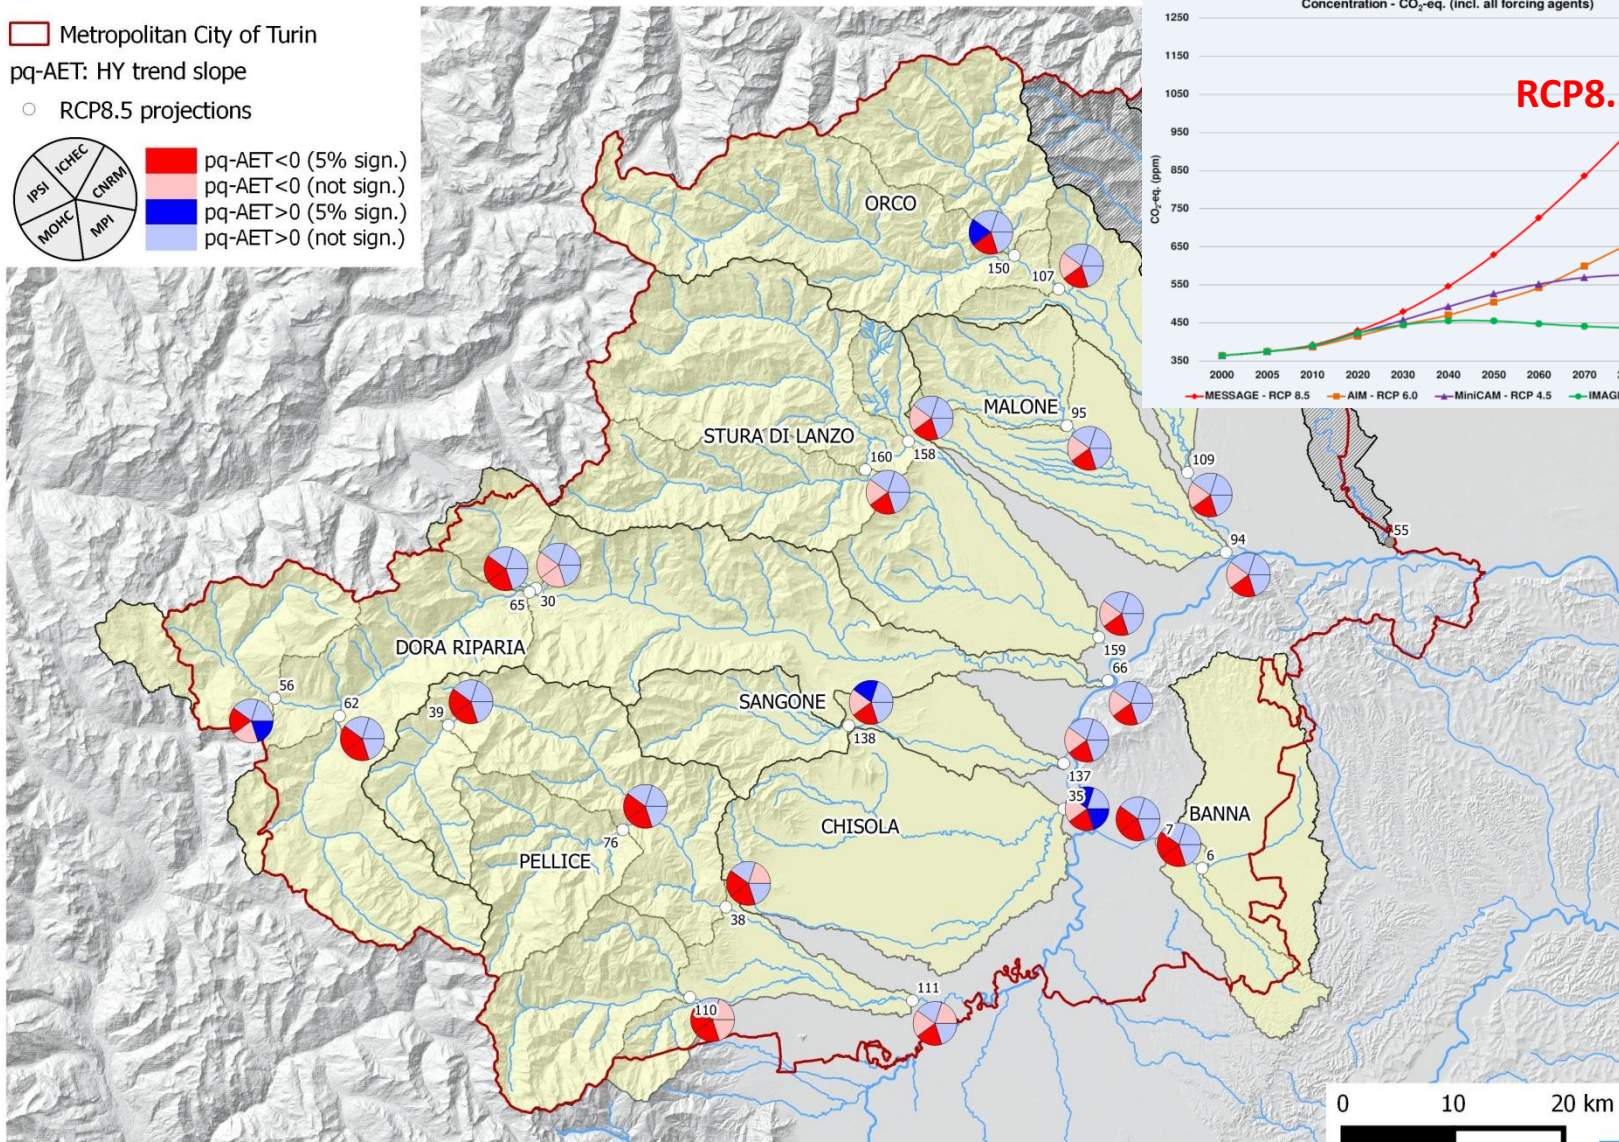 Metropolitan City of Turin
pq-AET: HY trend slope
RCP8.5 projections
ICHEC
CNRM
IPSI
MOHC
MPI
pq-AET<0 (5% sign.)
pq-AET<0 (not sign.)
pq-AET>0 (5% sign.)
pq-AET>0 (not sign.)
Concentration - CO₂-eq. (incl. all forcing agents)
RCP8.
CO₂-eq. (ppm)
1250
1150
1050
950
850
750
650
550
450
350
2000 2005 2010 2020 2030 2040 2050 2060 2070
MESSAGE - RCP 8.5 AIM - RCP 6.0 MiniCAM - RCP 4.5 IMAG
ORCO
150
107
MALONE
95
STURA DI LANZO
160
158
109
94
55
65
30
DORA RIPARIA
159
66
56
62
39
SANGONE
138
137
35
CHISOLA
BANNA
7
6
76
PELLICE
38
110
111
0 10 20 km